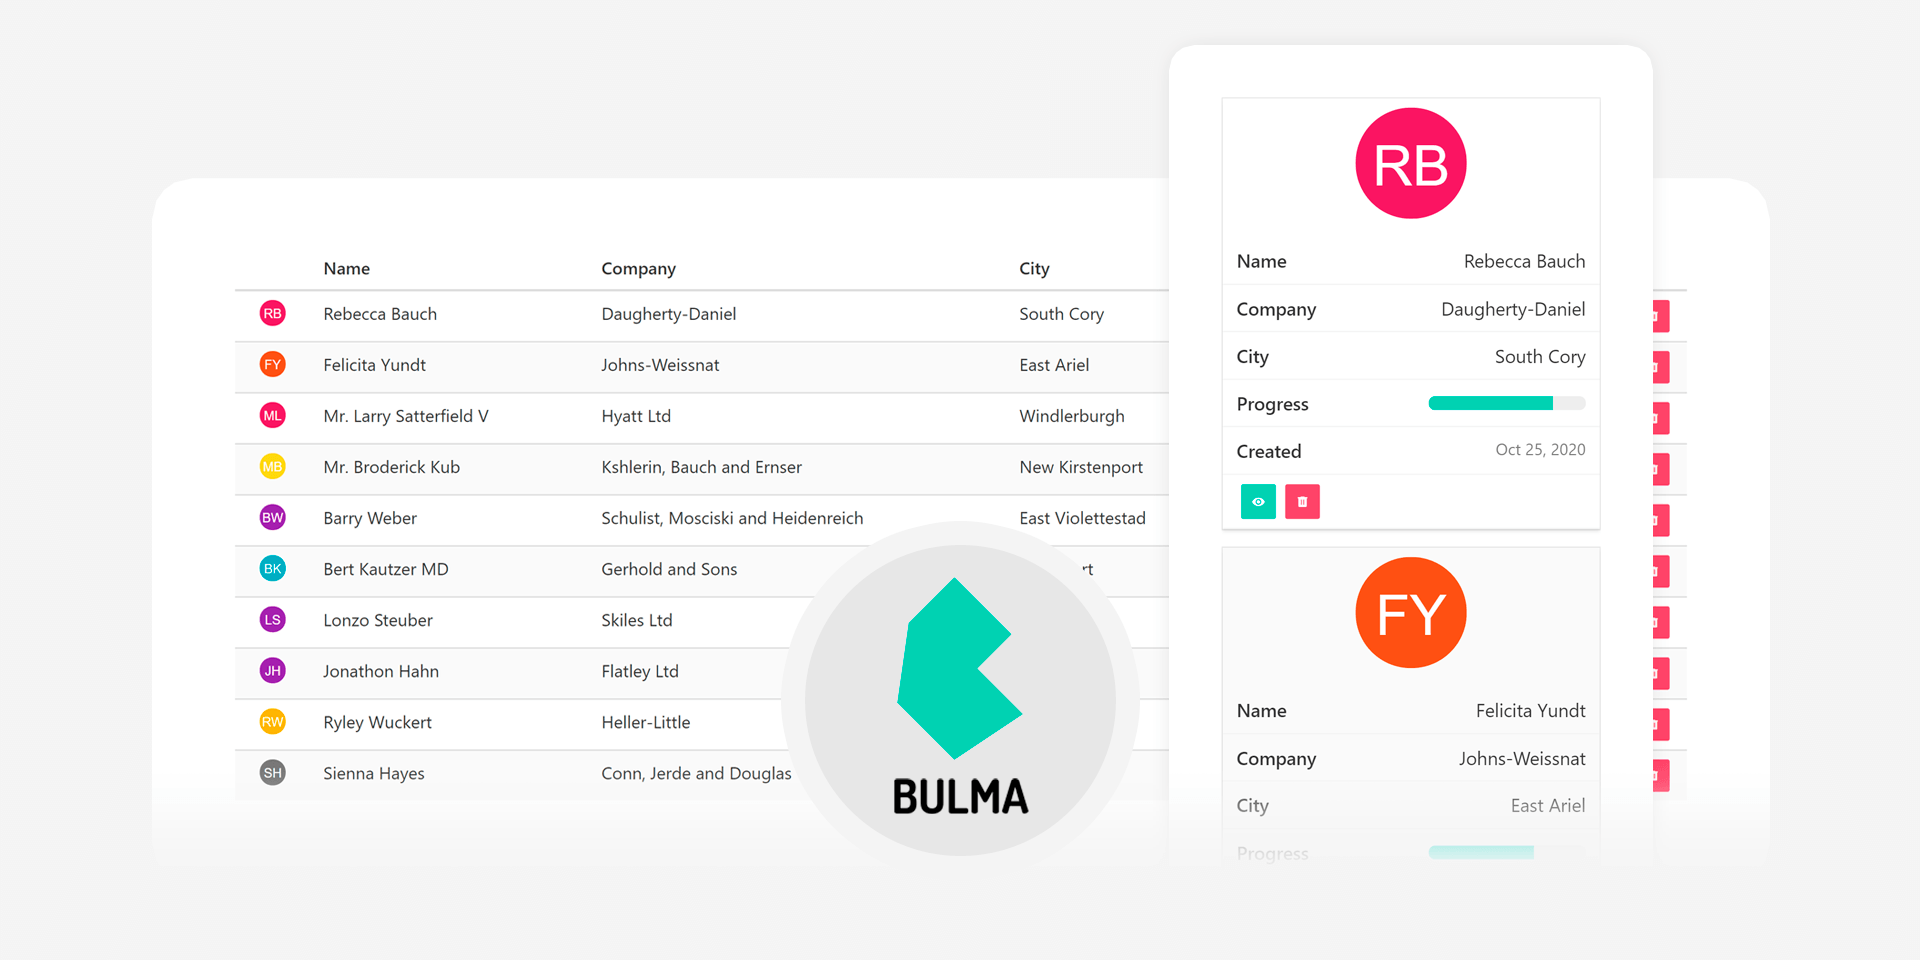 Name Company City
RB Rebecca Bauch Daugherty-Daniel South Cory
FY Felicita Yundt Johns-Weissnat East Ariel
ML Mr. Larry Satterfield V Hyatt Ltd Windlerburgh
MB Mr. Broderick Kub Kshlerin, Bauch and Ernser New Kirstenport
BW Barry Weber Schulist, Mosciski and Heidenreich East Violettestad
BK Bert Kautzer MD Gerhold and Sons
LS Lonzo Steuber Skiles Ltd
JH Jonathon Hahn Flatley Ltd
RW Ryley Wuckert Heller-Little
SH Sienna Hayes Conn, Jerde and Douglas
BULMA
RB
Name Rebecca Bauch
Company Daugherty-Daniel
City South Cory
Progress
Created Oct 25, 2020
FY
Name Felicita Yundt
Company Johns-Weissnat
City East Ariel
Progress